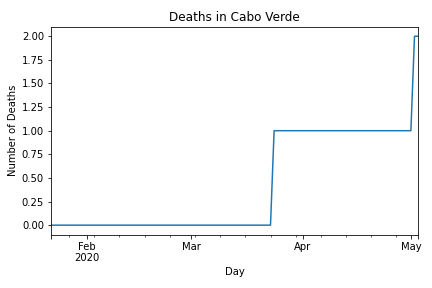 Deaths in Cabo Verde
Number of Deaths
2.00
1.75
1.50
1.25
1.00
0.75
0.50
0.25
0.00
Feb
2020
Mar
Apr
May
Day